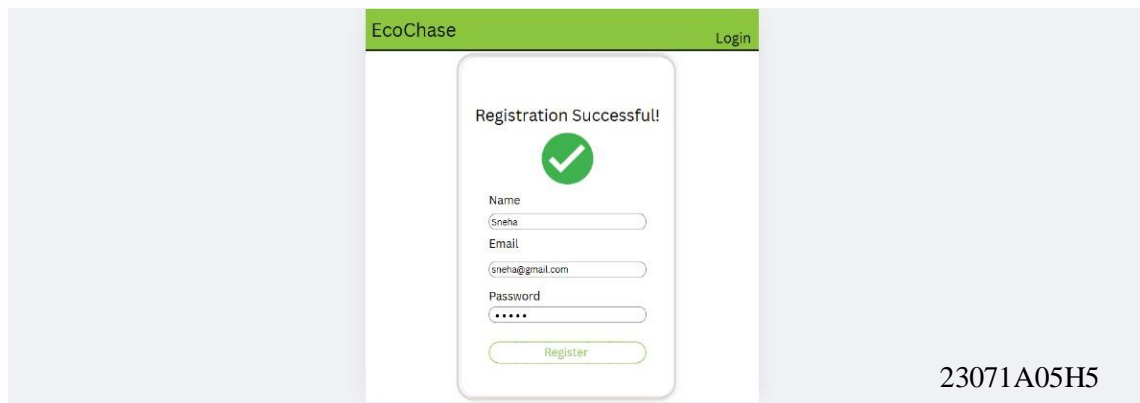 EcoChase
Login
Registration Successful!
Name
Sneha
Email
sneha@gmail.com
Password
•••••
Register
23071A05H5